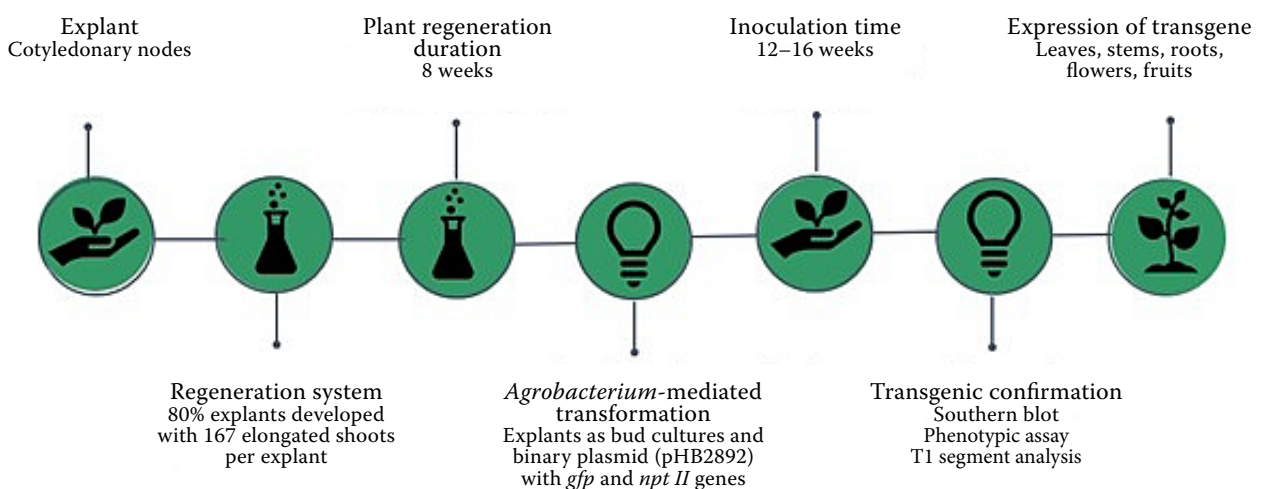 Explant
Cotyledonary nodes
Plant regeneration
duration
8 weeks
Inoculation time
12–16 weeks
Expression of transgene
Leaves, stems, roots,
flowers, fruits
Regeneration system
80% explants developed
with 167 elongated shoots
per explant
Agrobacterium-mediated
transformation
Explants as bud cultures and
binary plasmid (pHB2892)
with gfp and npt II genes
Transgenic confirmation
Southern blot
Phenotypic assay
T1 segment analysis